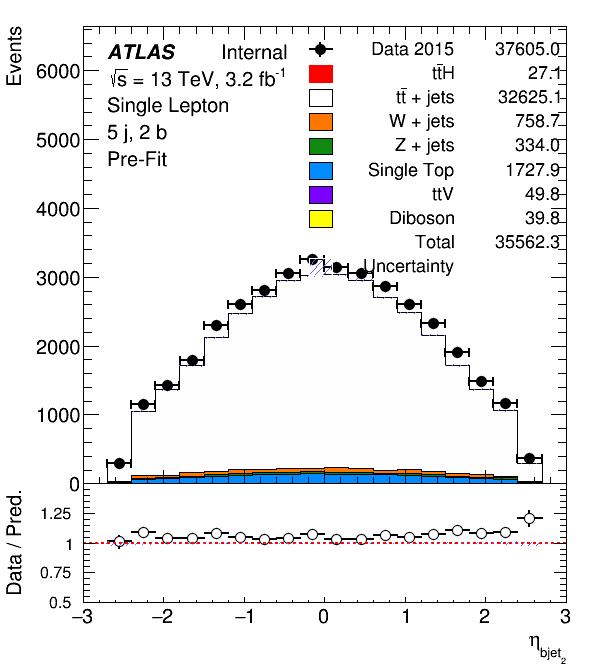 Events
ATLAS Internal
√s = 13 TeV, 3.2 fb⁻¹
Single Lepton
5 j, 2 b
Pre-Fit
Data 2015 37605.0
tt̄H 27.1
tt̄ + jets 32625.1
W + jets 758.7
Z + jets 334.0
Single Top 1727.9
ttV 49.8
Diboson 39.8
Total 35562.3
Uncertainty
6000
5000
4000
3000
2000
1000
0
Data / Pred.
1.25
1
0.75
0.5
−3 −2 −1 0 1 2 3
η_bjet₂